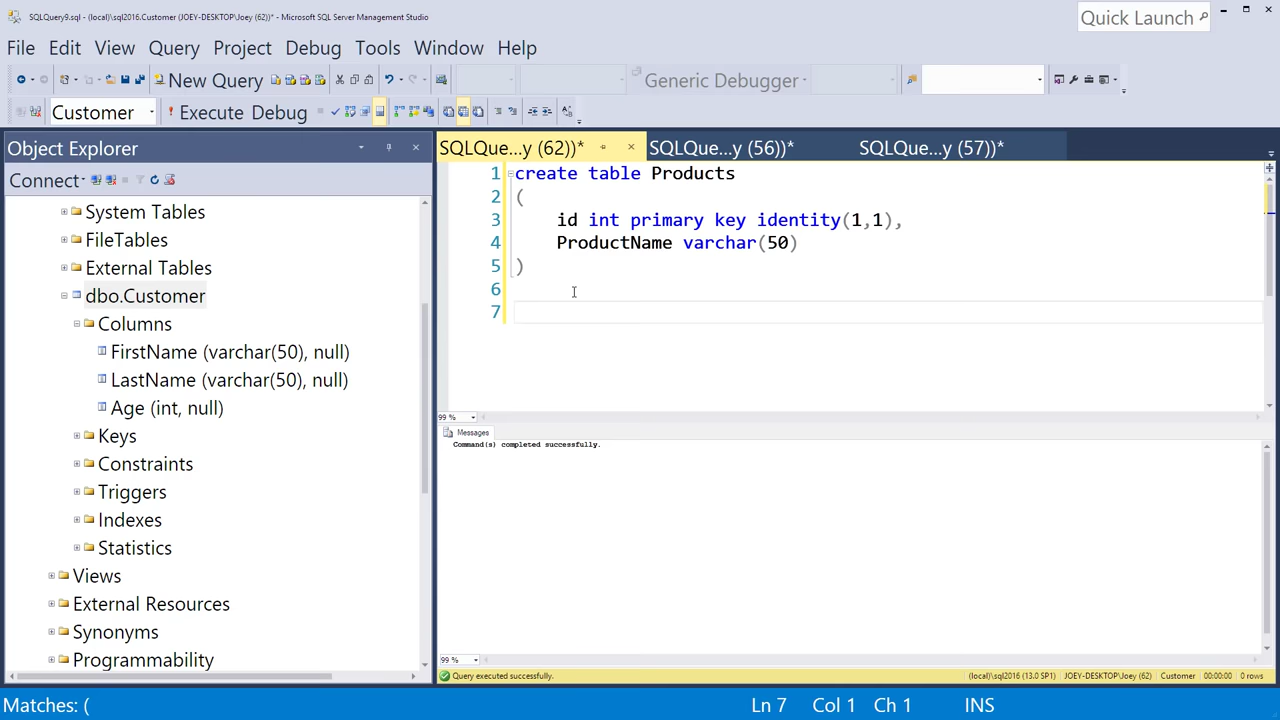 SQLQuery9.sql - (local)\sql2016.Customer (JOEY-DESKTOP\Joey (62))* - Microsoft SQL Server Management Studio
Quick Launch
File Edit View Query Project Debug Tools Window Help
New Query Generic Debugger
Customer Execute Debug
Object Explorer
Connect
System Tables
FileTables
External Tables
dbo.Customer
Columns
FirstName (varchar(50), null)
LastName (varchar(50), null)
Age (int, null)
Keys
Constraints
Triggers
Indexes
Statistics
Views
External Resources
Synonyms
Programmability
SQLQue...y (62))* SQLQue...y (56))* SQLQue...y (57))*
1 create table Products
2 (
3 id int primary key identity(1,1),
4 ProductName varchar(50)
5 )
6
7
99 %
Messages
Command(s) completed successfully.
99 %
Query executed successfully. (local)\sql2016 (13.0 SP1) JOEY-DESKTOP\Joey (62) Customer 00:00:00 0 rows
Matches: ( Ln 7 Col 1 Ch 1 INS